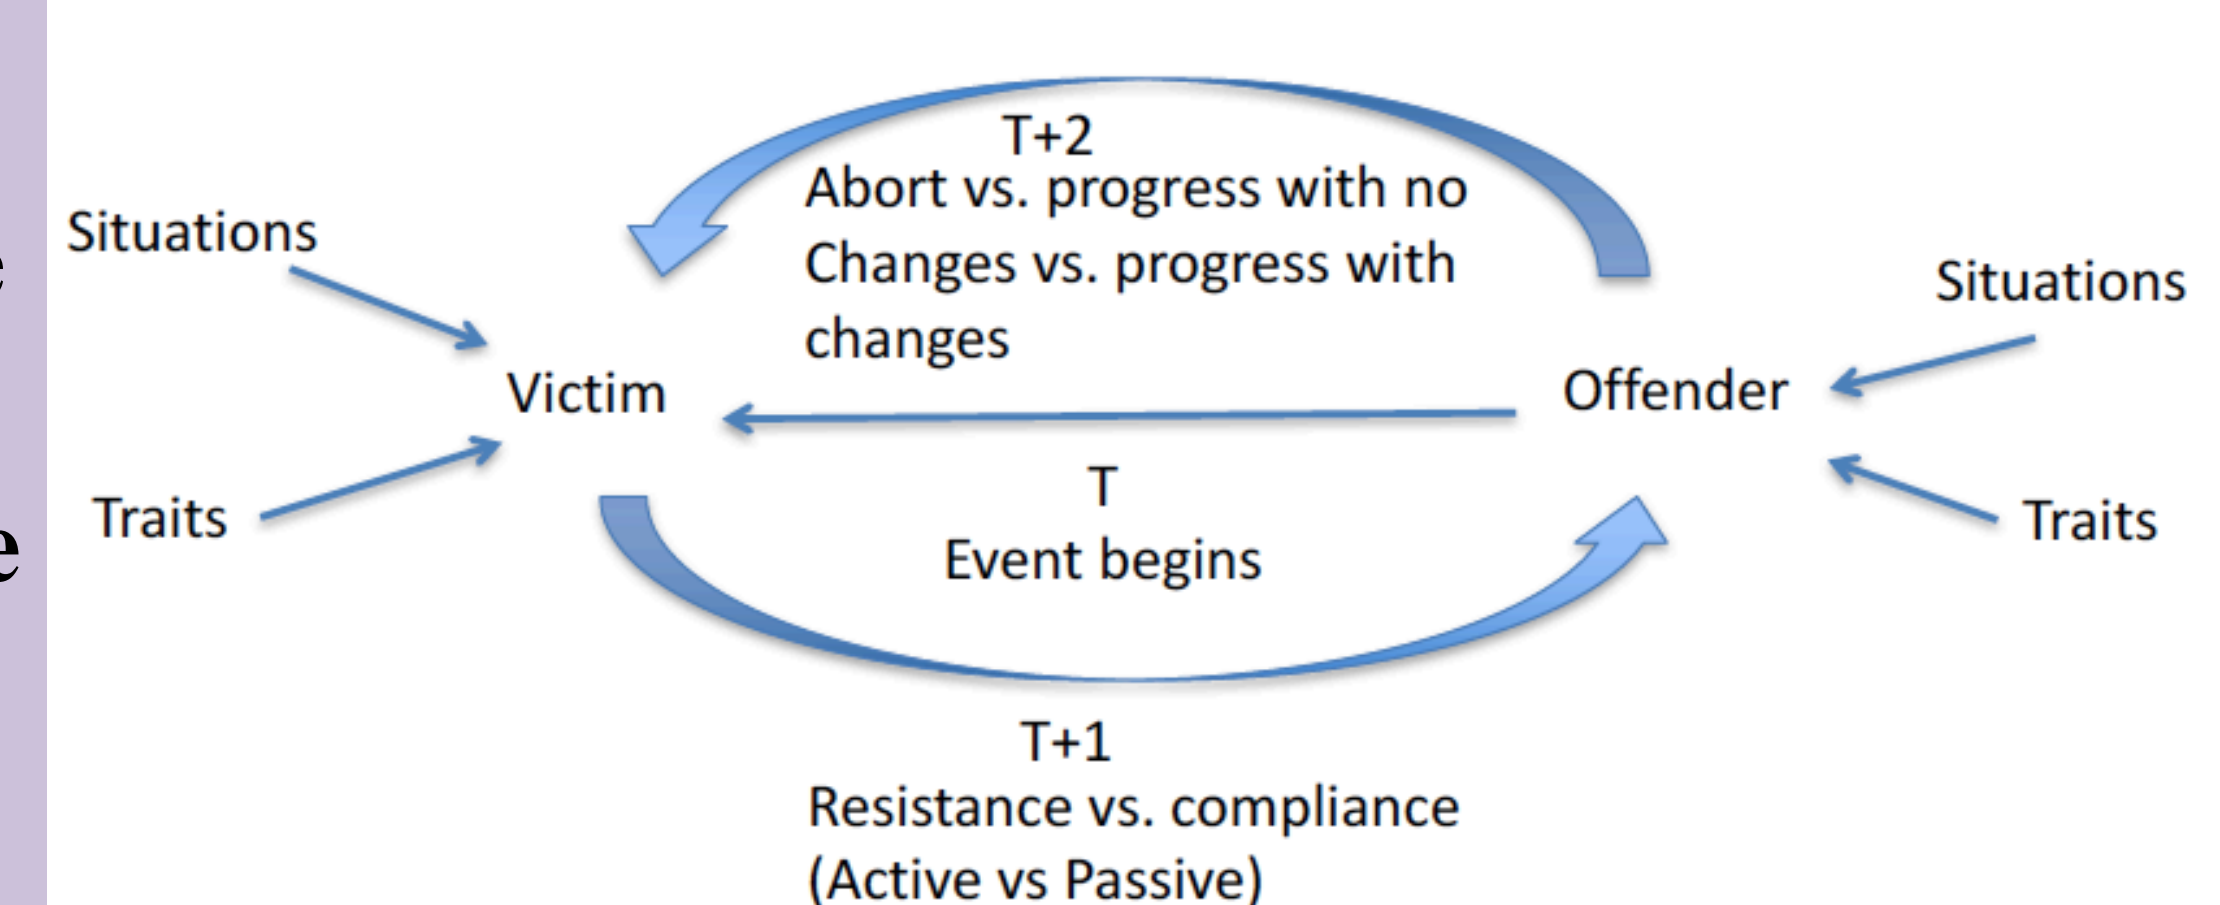 T+2
Abort vs. progress with no
Changes vs. progress with
changes
Situations
Situations
Victim
Offender
T
Event begins
Traits
Traits
T+1
Resistance vs. compliance
(Active vs Passive)
e
e